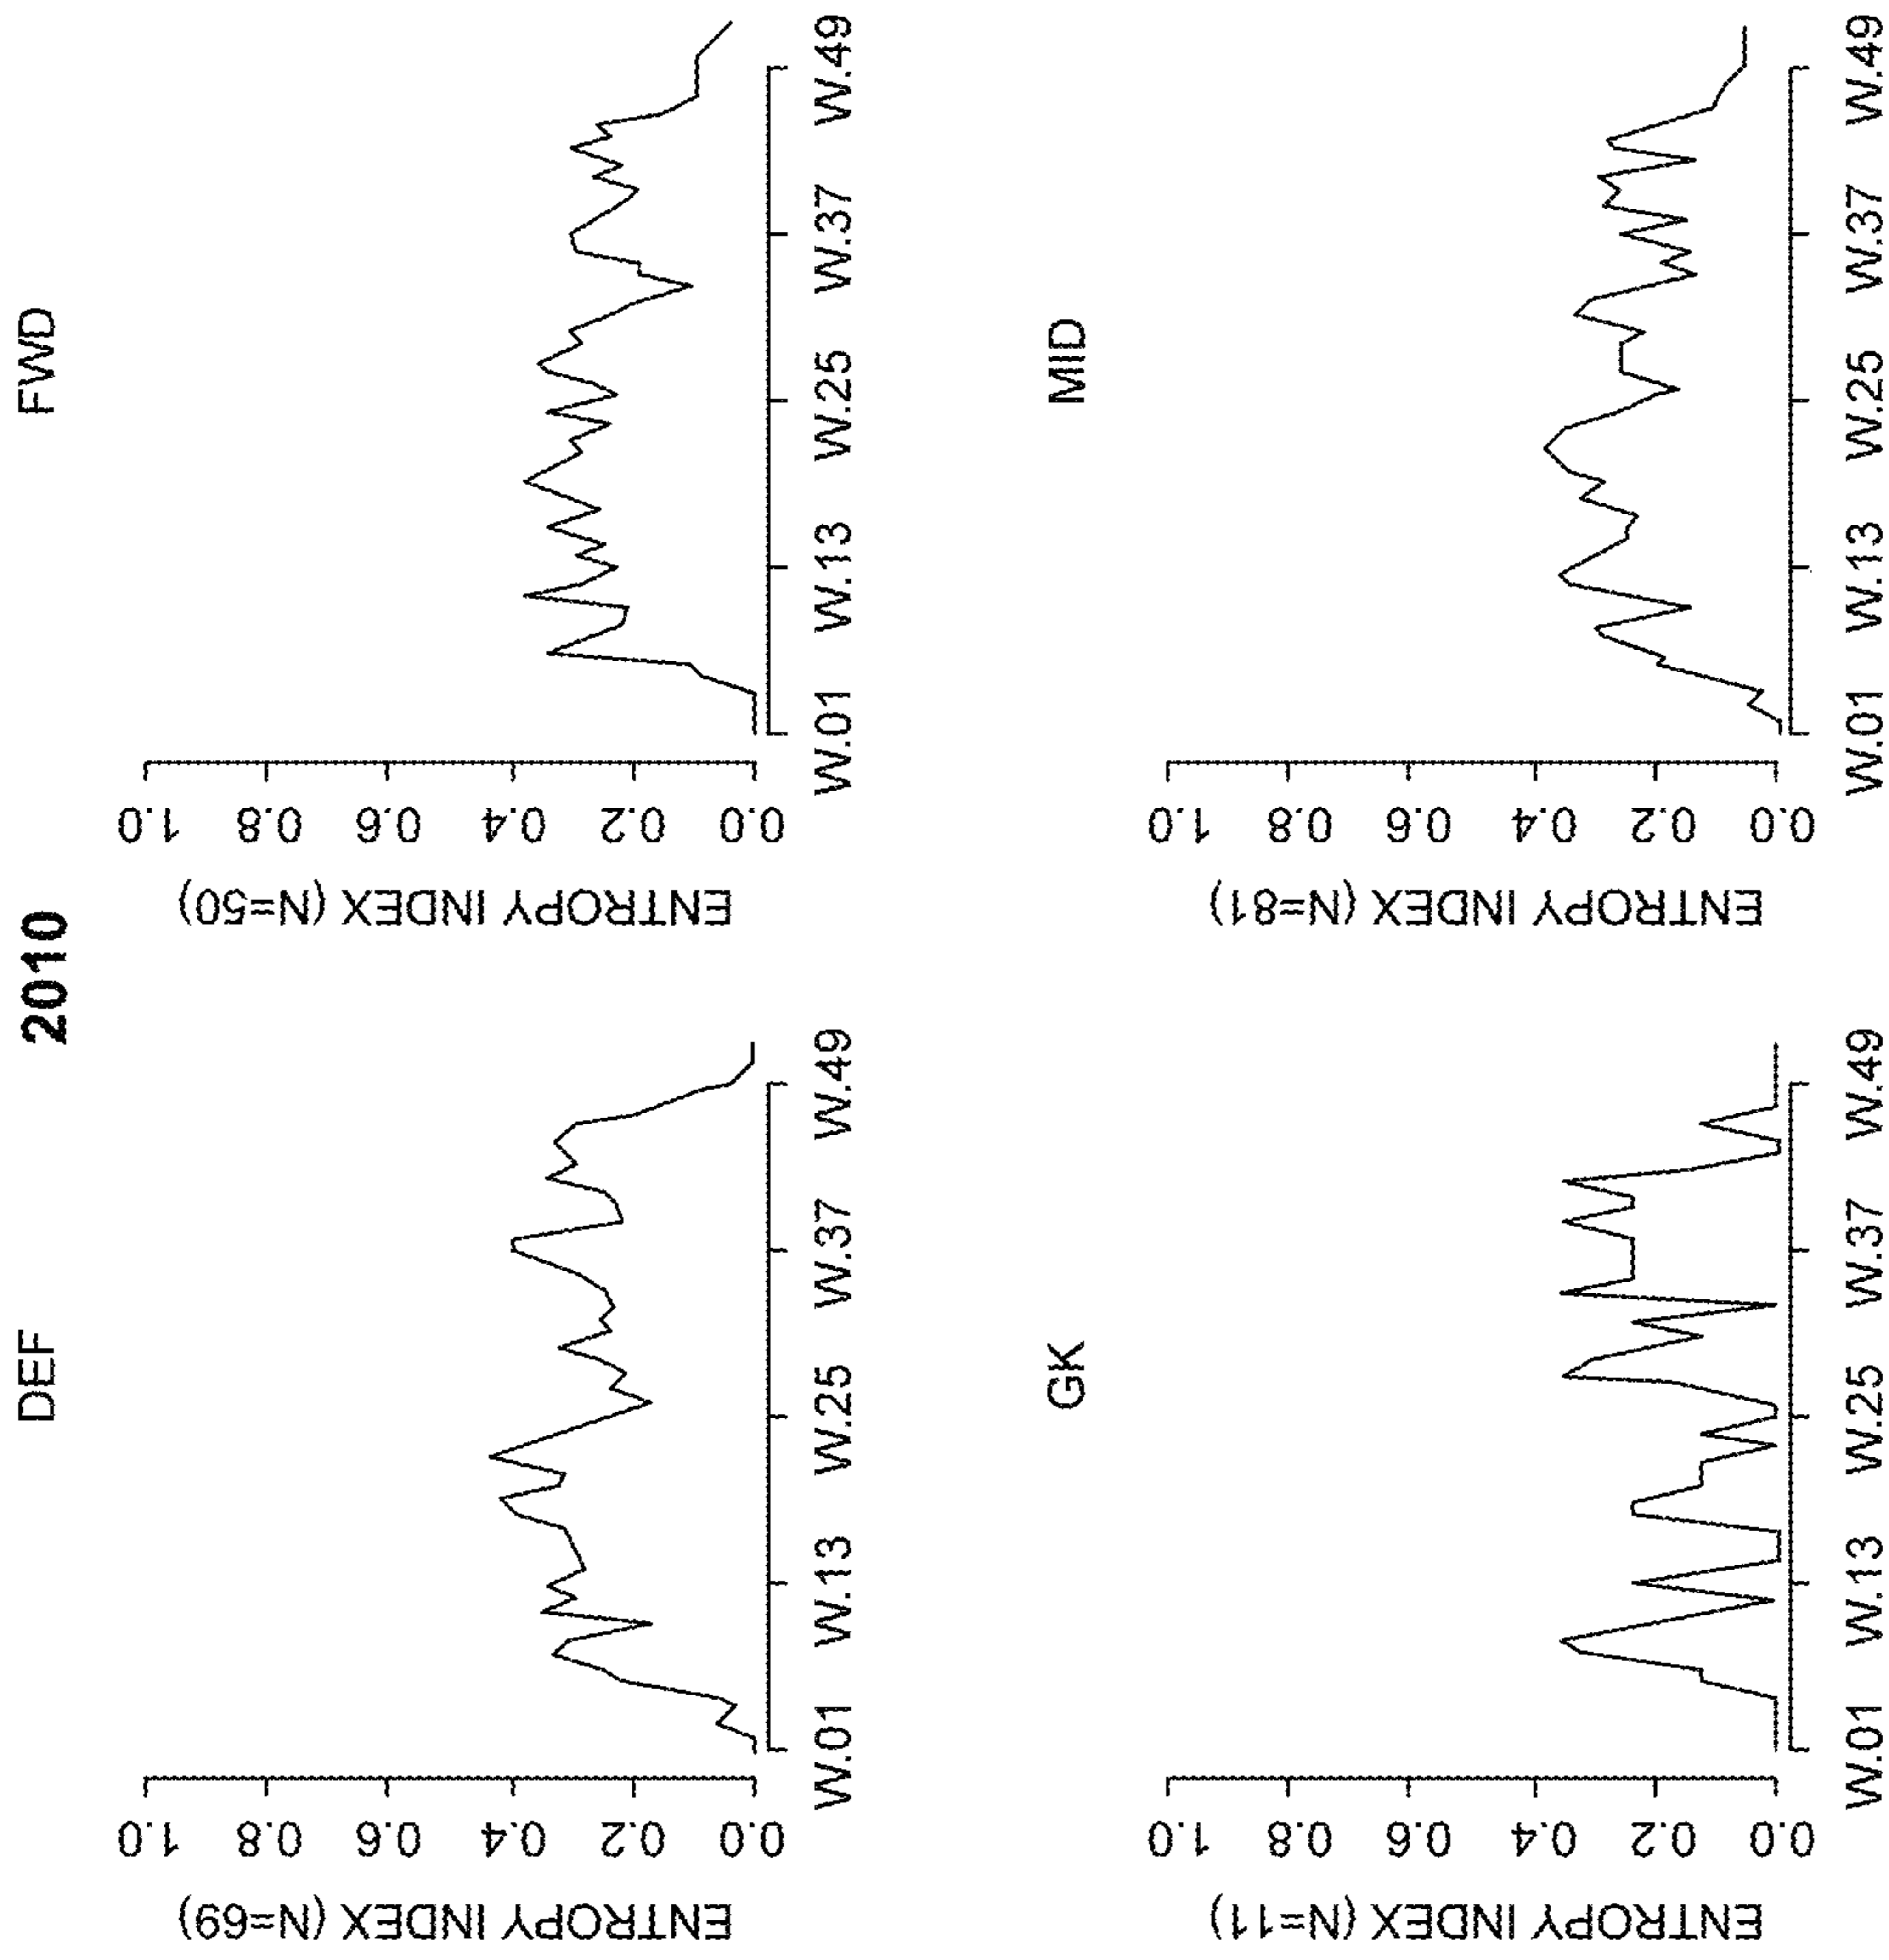 2010
DEF
ENTROPY INDEX (N=69)
1.0
0.8
0.6
0.4
0.2
0.0
W.01 W.13 W.25 W.37 W.49
FWD
ENTROPY INDEX (N=50)
1.0
0.8
0.6
0.4
0.2
0.0
W.01 W.13 W.25 W.37 W.49
GK
ENTROPY INDEX (N=11)
1.0
0.8
0.6
0.4
0.2
0.0
W.01 W.13 W.25 W.37 W.49
MID
ENTROPY INDEX (N=81)
1.0
0.8
0.6
0.4
0.2
0.0
W.01 W.13 W.25 W.37 W.49